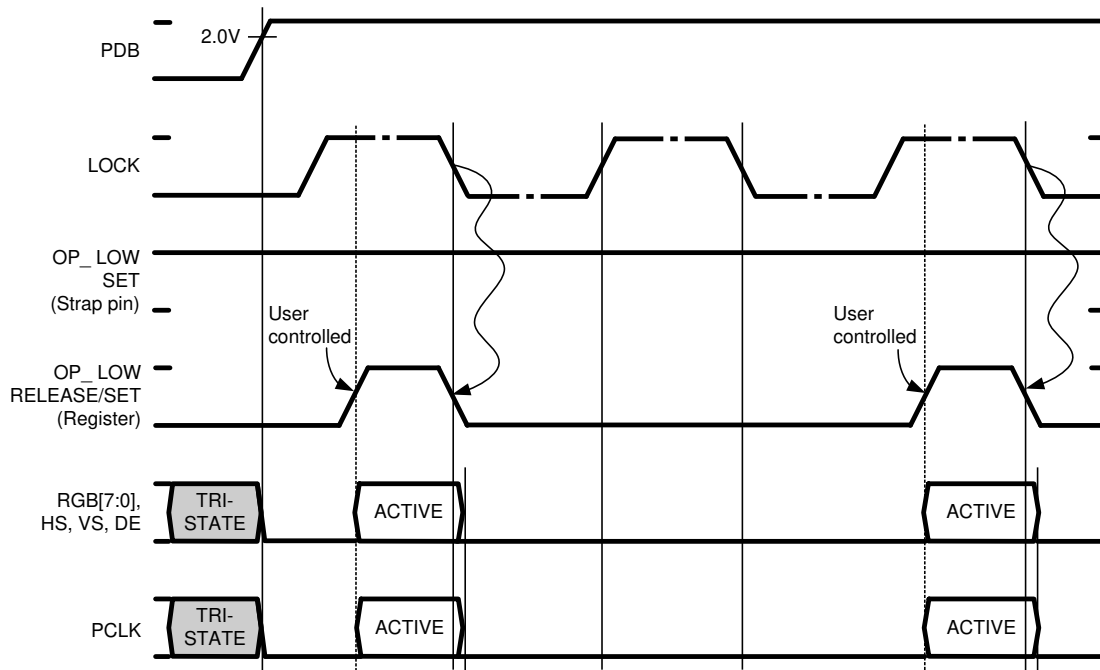 PDB
2.0V
LOCK
OP_ LOW
SET
(Strap pin)
User
controlled
User
controlled
OP_ LOW
RELEASE/SET
(Register)
RGB[7:0],
HS, VS, DE
TRI-
STATE
ACTIVE
ACTIVE
PCLK
TRI-
STATE
ACTIVE
ACTIVE